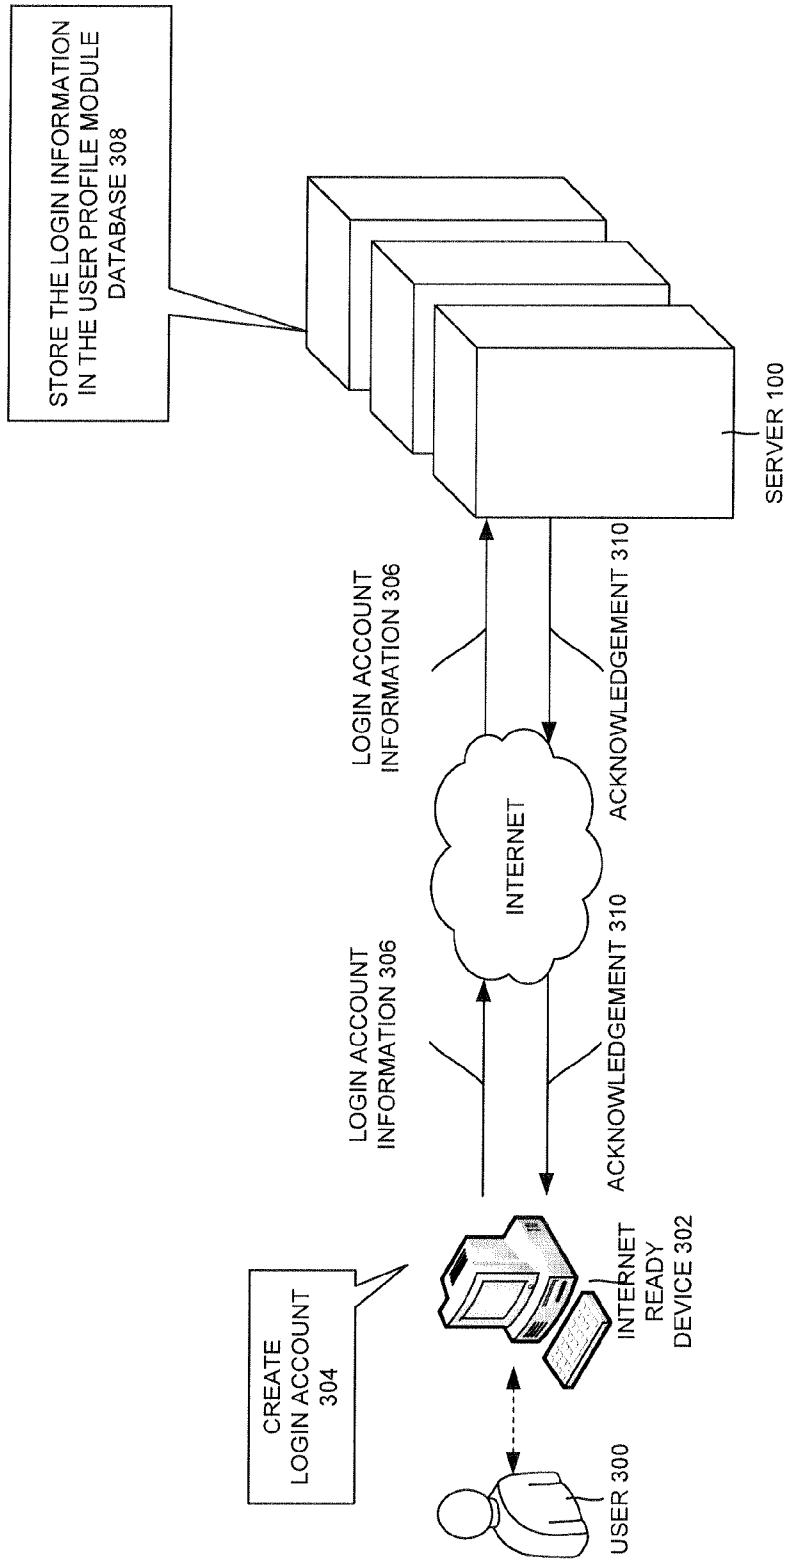 STORE THE LOGIN INFORMATION
IN THE USER PROFILE MODULE
DATABASE 308
CREATE
LOGIN ACCOUNT
304
LOGIN ACCOUNT
INFORMATION 306
LOGIN ACCOUNT
INFORMATION 306
INTERNET
ACKNOWLEDGEMENT 310
ACKNOWLEDGEMENT 310
USER 300
INTERNET
READY
DEVICE 302
SERVER 100